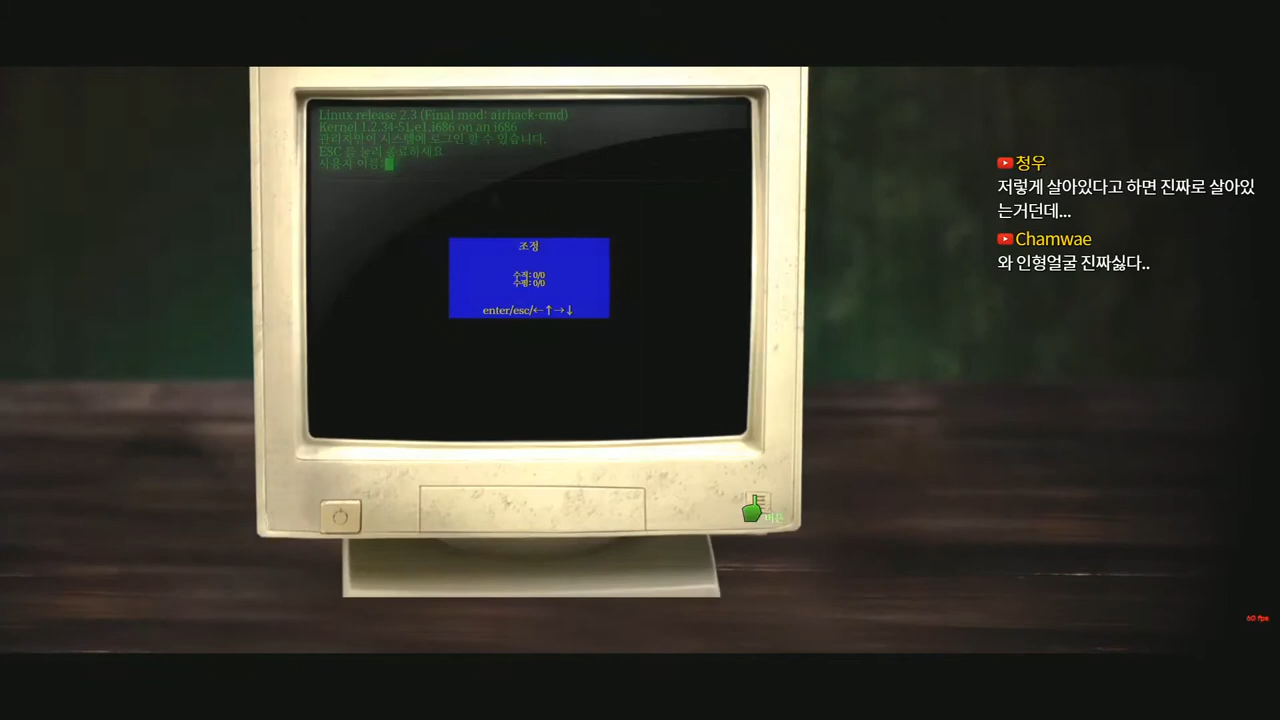 Linux release 2.3 (Final mod: airhack-cmd)
Kernel 1.2.34-51.e1.i686 on an i686
관리자만이 시스템에 로그인 할 수 있습니다.
ESC 를 눌러 종료하세요
사용자 이름:
조정
수직: 0/0
수평: 0/0
enter/esc/←↑→↓
버튼
청우
저렇게 살아있다고 하면 진짜로 살아있
는거던데...
Chamwae
와 인형얼굴 진짜싫다..
60 fps